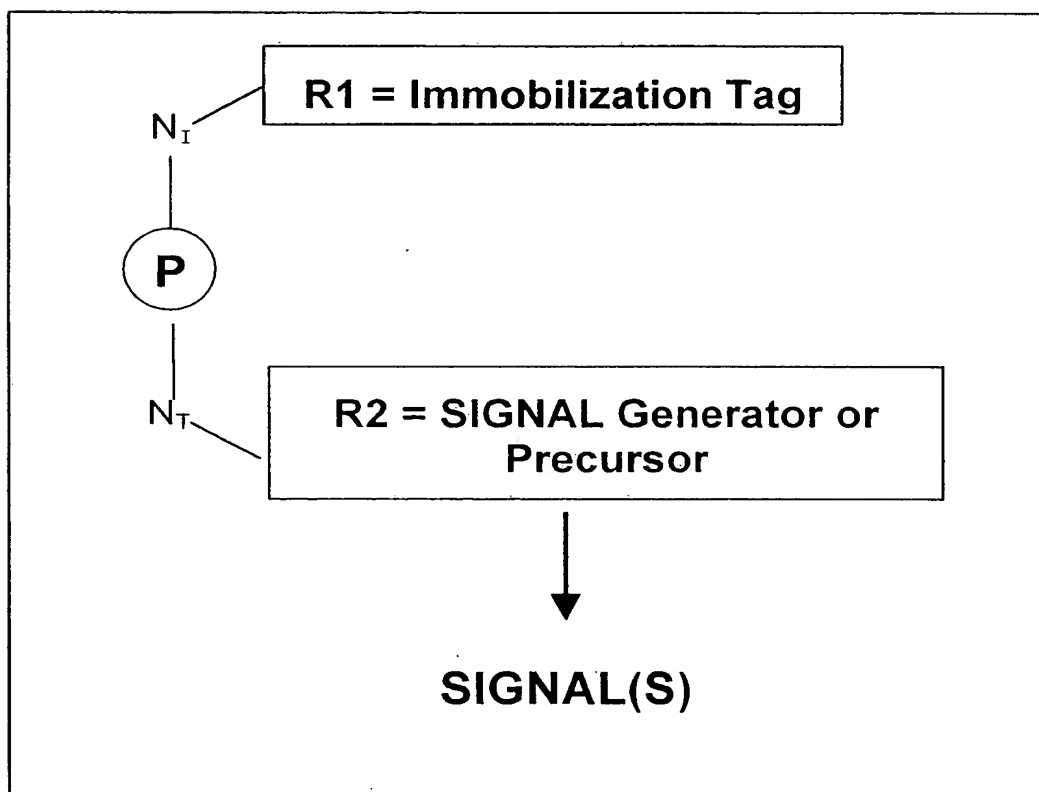 R1 = Immobilization Tag
N_I
P
N_T
R2 = SIGNAL Generator or
Precursor
SIGNAL(S)